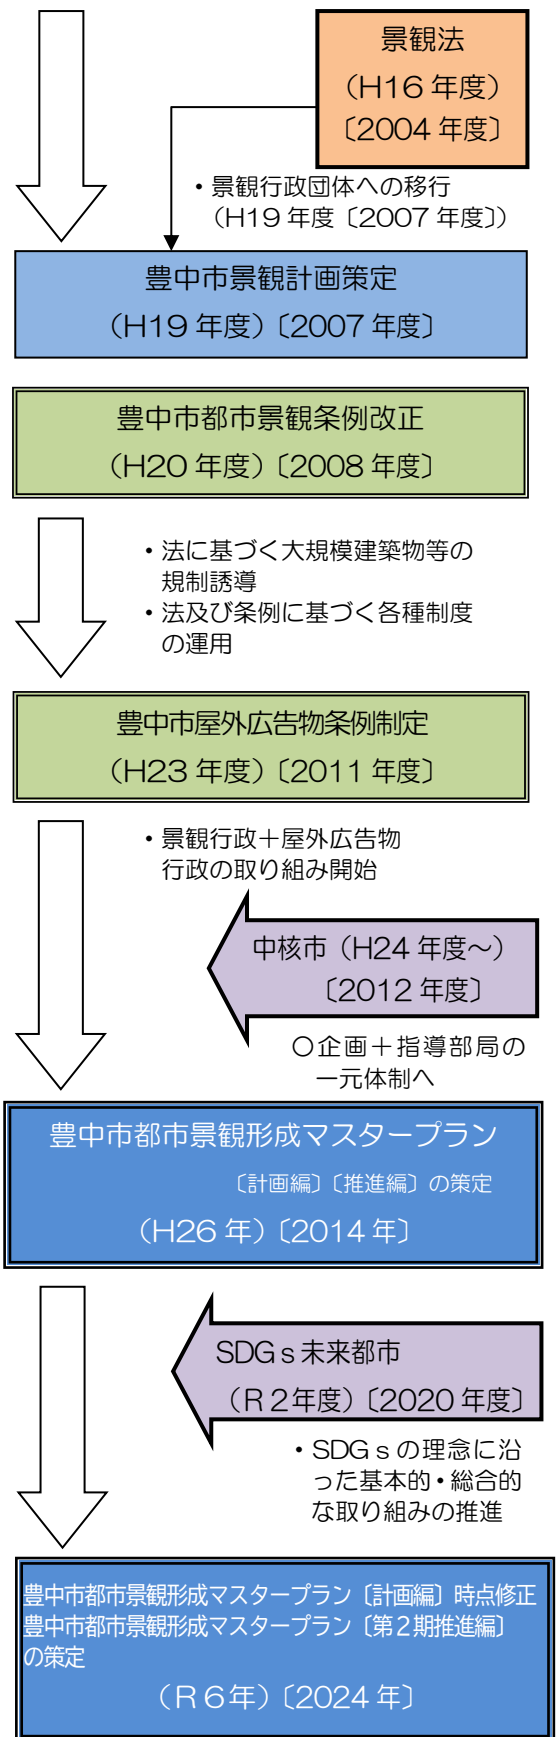 景観法
（H16 年度）
〔2004 年度〕
・景観行政団体への移行
（H19 年度〔2007 年度〕）
豊中市景観計画策定
（H19 年度）〔2007 年度〕
豊中市都市景観条例改正
（H20 年度）〔2008 年度〕
・法に基づく大規模建築物等の
規制誘導
・法及び条例に基づく各種制度
の運用
豊中市屋外広告物条例制定
（H23 年度）〔2011 年度〕
・景観行政＋屋外広告物
行政の取り組み開始
中核市（H24 年度～）
〔2012 年度〕
〇企画＋指導部局の
一元体制へ
豊中市都市景観形成マスタープラン
〔計画編〕〔推進編〕の策定
（H26 年）〔2014 年〕
SDGｓ未来都市
（Ｒ２年度）〔2020 年度〕
・SDGｓの理念に沿
った基本的・総合的
な取り組みの推進
豊中市都市景観形成マスタープラン〔計画編〕時点修正
豊中市都市景観形成マスタープラン〔第２期推進編〕
の策定
（Ｒ６年）〔2024 年〕